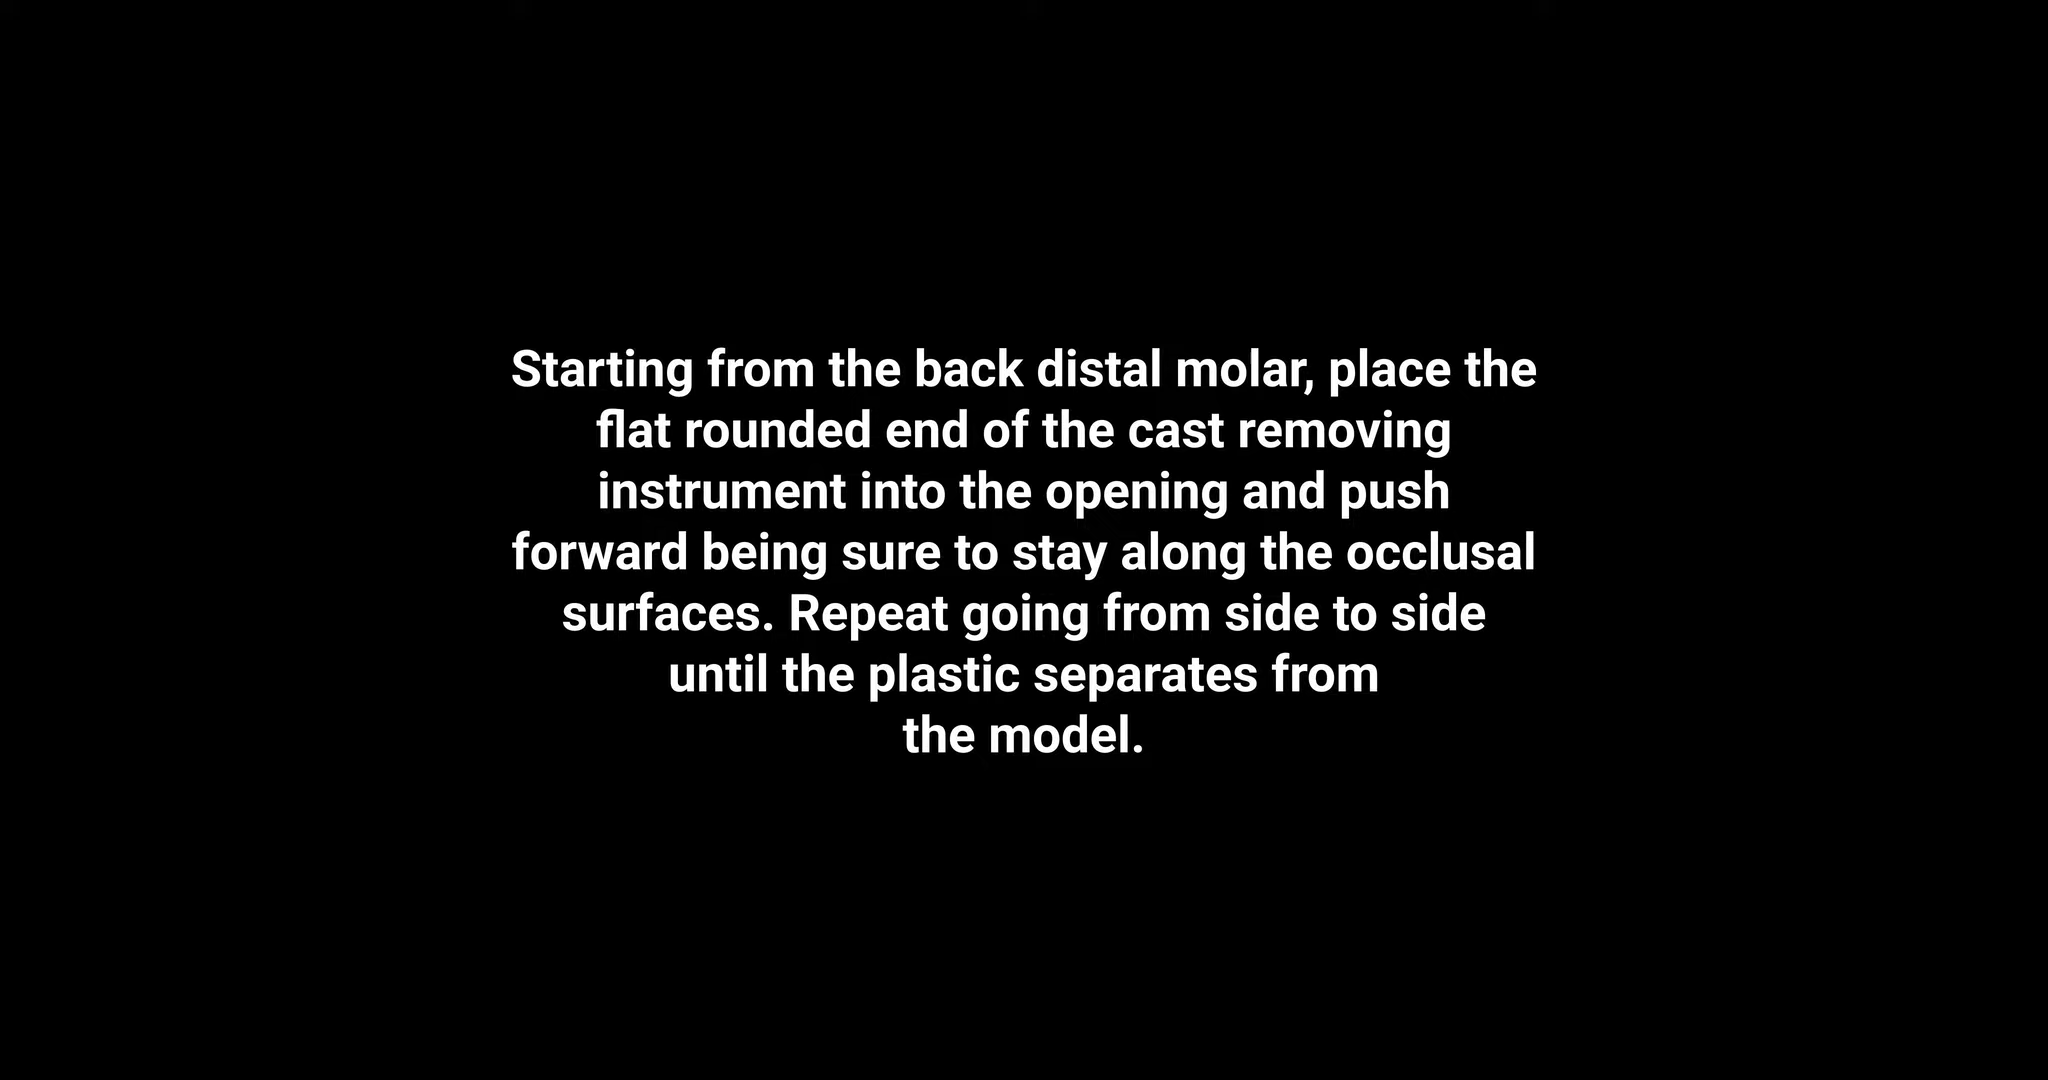 Starting from the back distal molar, place the
flat rounded end of the cast removing
instrument into the opening and push
forward being sure to stay along the occlusal
surfaces. Repeat going from side to side
until the plastic separates from
the model.